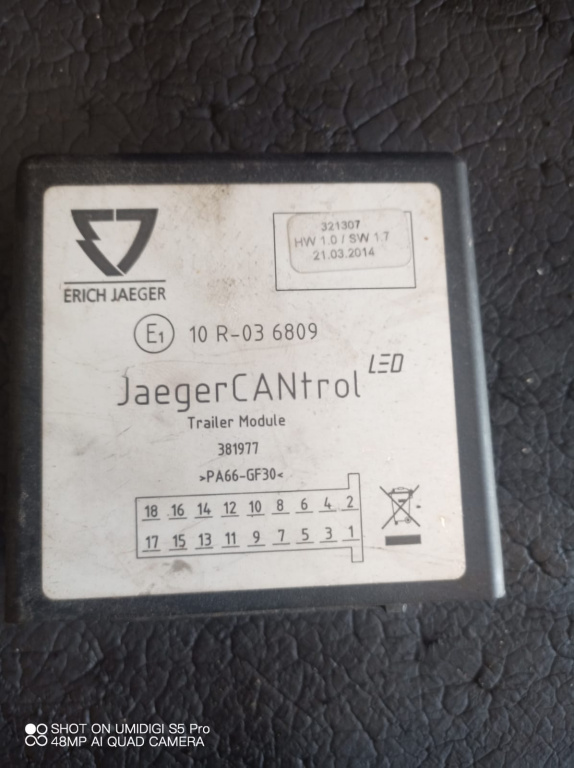 ERICH JAEGER
321307
HW 1.0 / SW 1.7
21.03.2014
E1 10 R-03 6809
JaegerCANtrol LED
Trailer Module
381977
>PA66-GF30<
18 16 14 12 10 8 6 4 2
17 15 13 11 9 7 5 3 1
SHOT ON UMIDIGI S5 Pro
48MP AI QUAD CAMERA